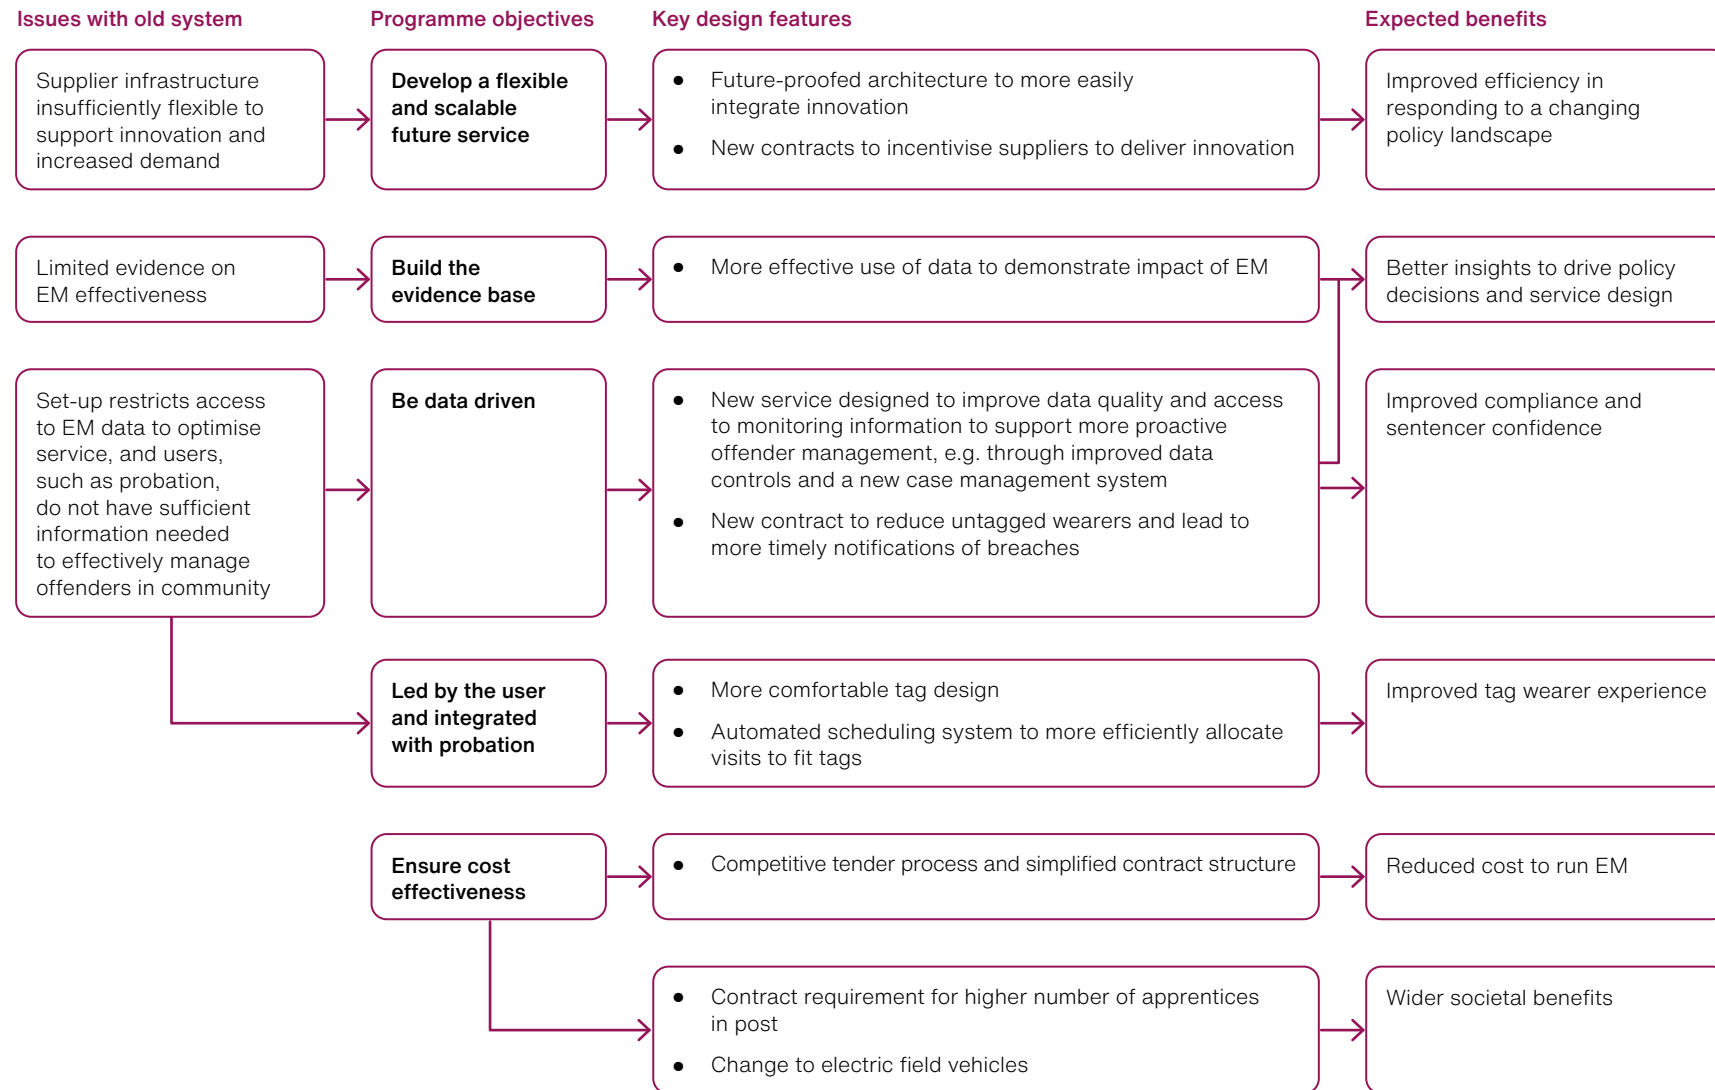 Issues with old system
Programme objectives
Key design features
Expected benefits
Supplier infrastructure
insufficiently flexible to
support innovation and
increased demand
Develop a flexible
and scalable
future service
● Future-proofed architecture to more easily
integrate innovation
● New contracts to incentivise suppliers to deliver innovation
Improved efficiency in
responding to a changing
policy landscape
Limited evidence on
EM effectiveness
Build the
evidence base
● More effective use of data to demonstrate impact of EM
Better insights to drive policy
decisions and service design
Set-up restricts access
to EM data to optimise
service, and users,
such as probation,
do not have sufficient
information needed
to effectively manage
offenders in community
Be data driven
● New service designed to improve data quality and access
to monitoring information to support more proactive
offender management, e.g. through improved data
controls and a new case management system
● New contract to reduce untagged wearers and lead to
more timely notifications of breaches
Improved compliance and
sentencer confidence
Led by the user
and integrated
with probation
● More comfortable tag design
● Automated scheduling system to more efficiently allocate
visits to fit tags
Improved tag wearer experience
Ensure cost
effectiveness
● Competitive tender process and simplified contract structure
Reduced cost to run EM
● Contract requirement for higher number of apprentices
in post
● Change to electric field vehicles
Wider societal benefits